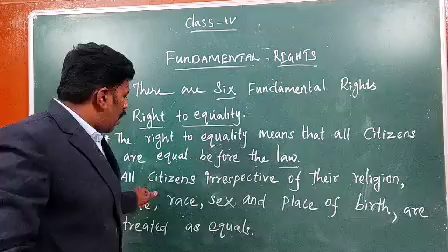 Class-IV
FUNDAMENTAL RIGHTS
There are Six Fundamental Rights
Right to equality.
The right to equality means that all Citizens
are equal before the law.
All Citizens irrespective of their religion,
race, sex and place of birth, are
treated as equals.